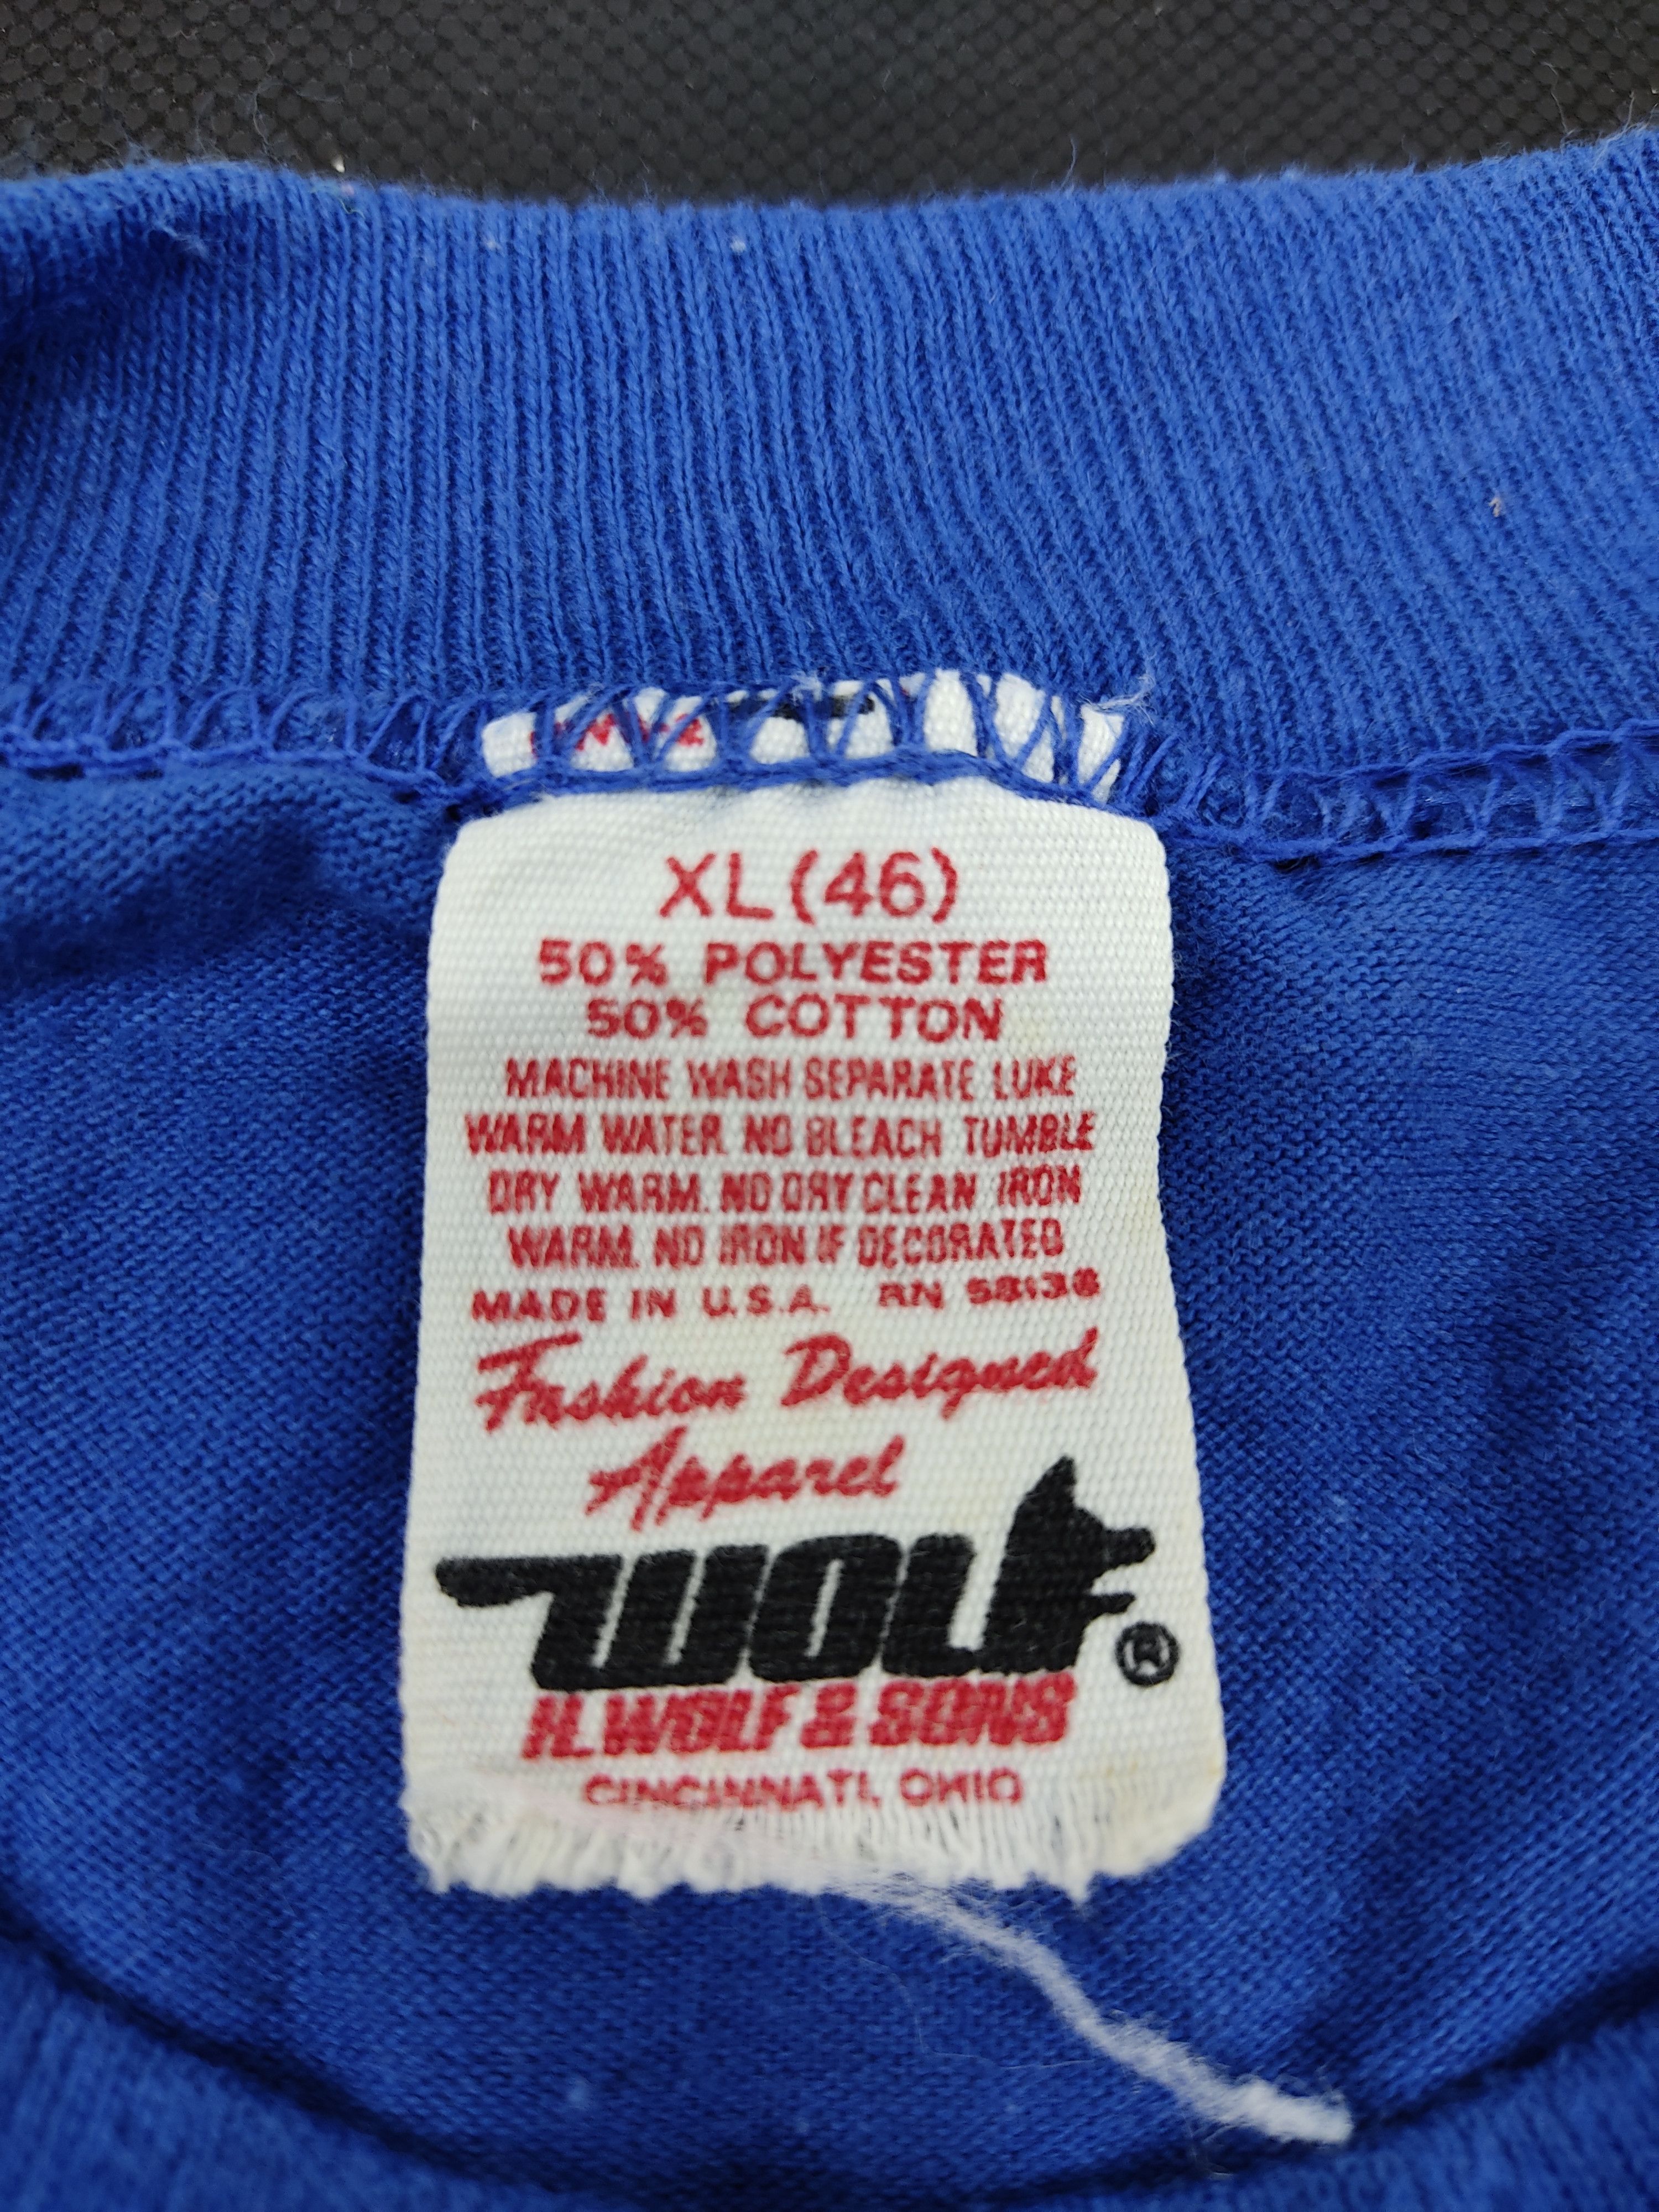 XL (46)
50% POLYESTER
50% COTTON
MACHINE WASH SEPARATE LUKE
WARM WATER. NO BLEACH TUMBLE
DRY WARM. NO DRY CLEAN IRON
WARM. NO IRON IF DECORATED
MADE IN U.S.A. RN 58138
Fashion Designed
Apparel
WOLF ®
H. WOLF & SONS
CINCINNATI, OHIO